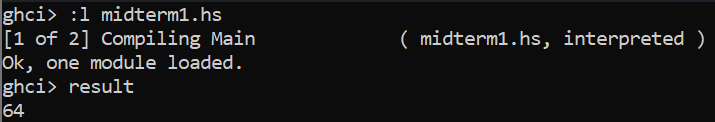 ghci> :l midterm1.hs
[1 of 2] Compiling Main             ( midterm1.hs, interpreted )
Ok, one module loaded.
ghci> result
64